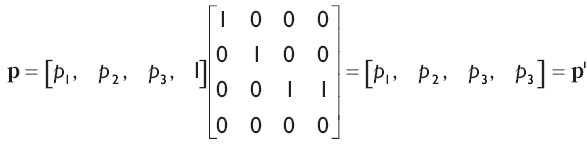 p = [p₁, p₂, p₃, 1] [1 0 0 0
0 1 0 0
0 0 1 1
0 0 0 0] = [p₁, p₂, p₃, p₃] = p'